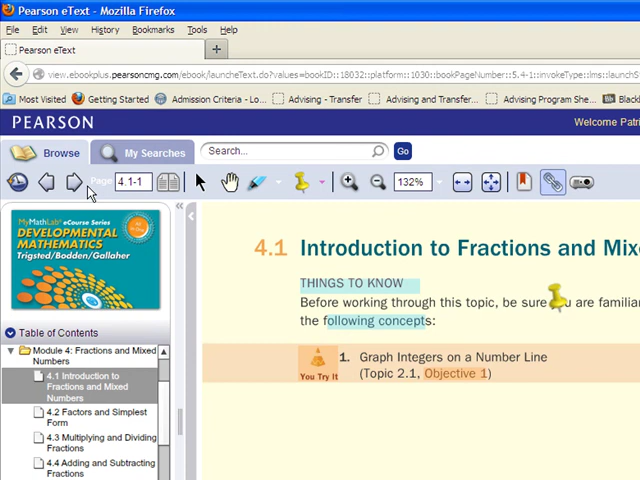 Pearson eText - Mozilla Firefox
File Edit View History Bookmarks Tools Help
Pearson eText
view.ebookplus.pearsoncmg.com/ebook/launcheText.do?values=bookID::18032::platform::1030::bookPageNumber::5.4-1::invokeType::lms::launchS
Most Visited Getting Started Admission Criteria - Lo... Advising - Transfer Advising and Transfer... Advising Program She... Blackb
PEARSON Welcome Patri
Browse My Searches Search... Go
Page 4.1-1 132%
MyMathLab® eCourse Series
DEVELOPMENTAL
MATHEMATICS
Trigsted/Bodden/Gallaher
Table of Contents
Module 4: Fractions and Mixed
Numbers
4.1 Introduction to
Fractions and Mixed
Numbers
4.2 Factors and Simplest
Form
4.3 Multiplying and Dividing
Fractions
4.4 Adding and Subtracting
Fractions
4.1 Introduction to Fractions and Mix
THINGS TO KNOW
Before working through this topic, be sure you are familia
the following concepts:
You Try It
1. Graph Integers on a Number Line
(Topic 2.1, Objective 1)